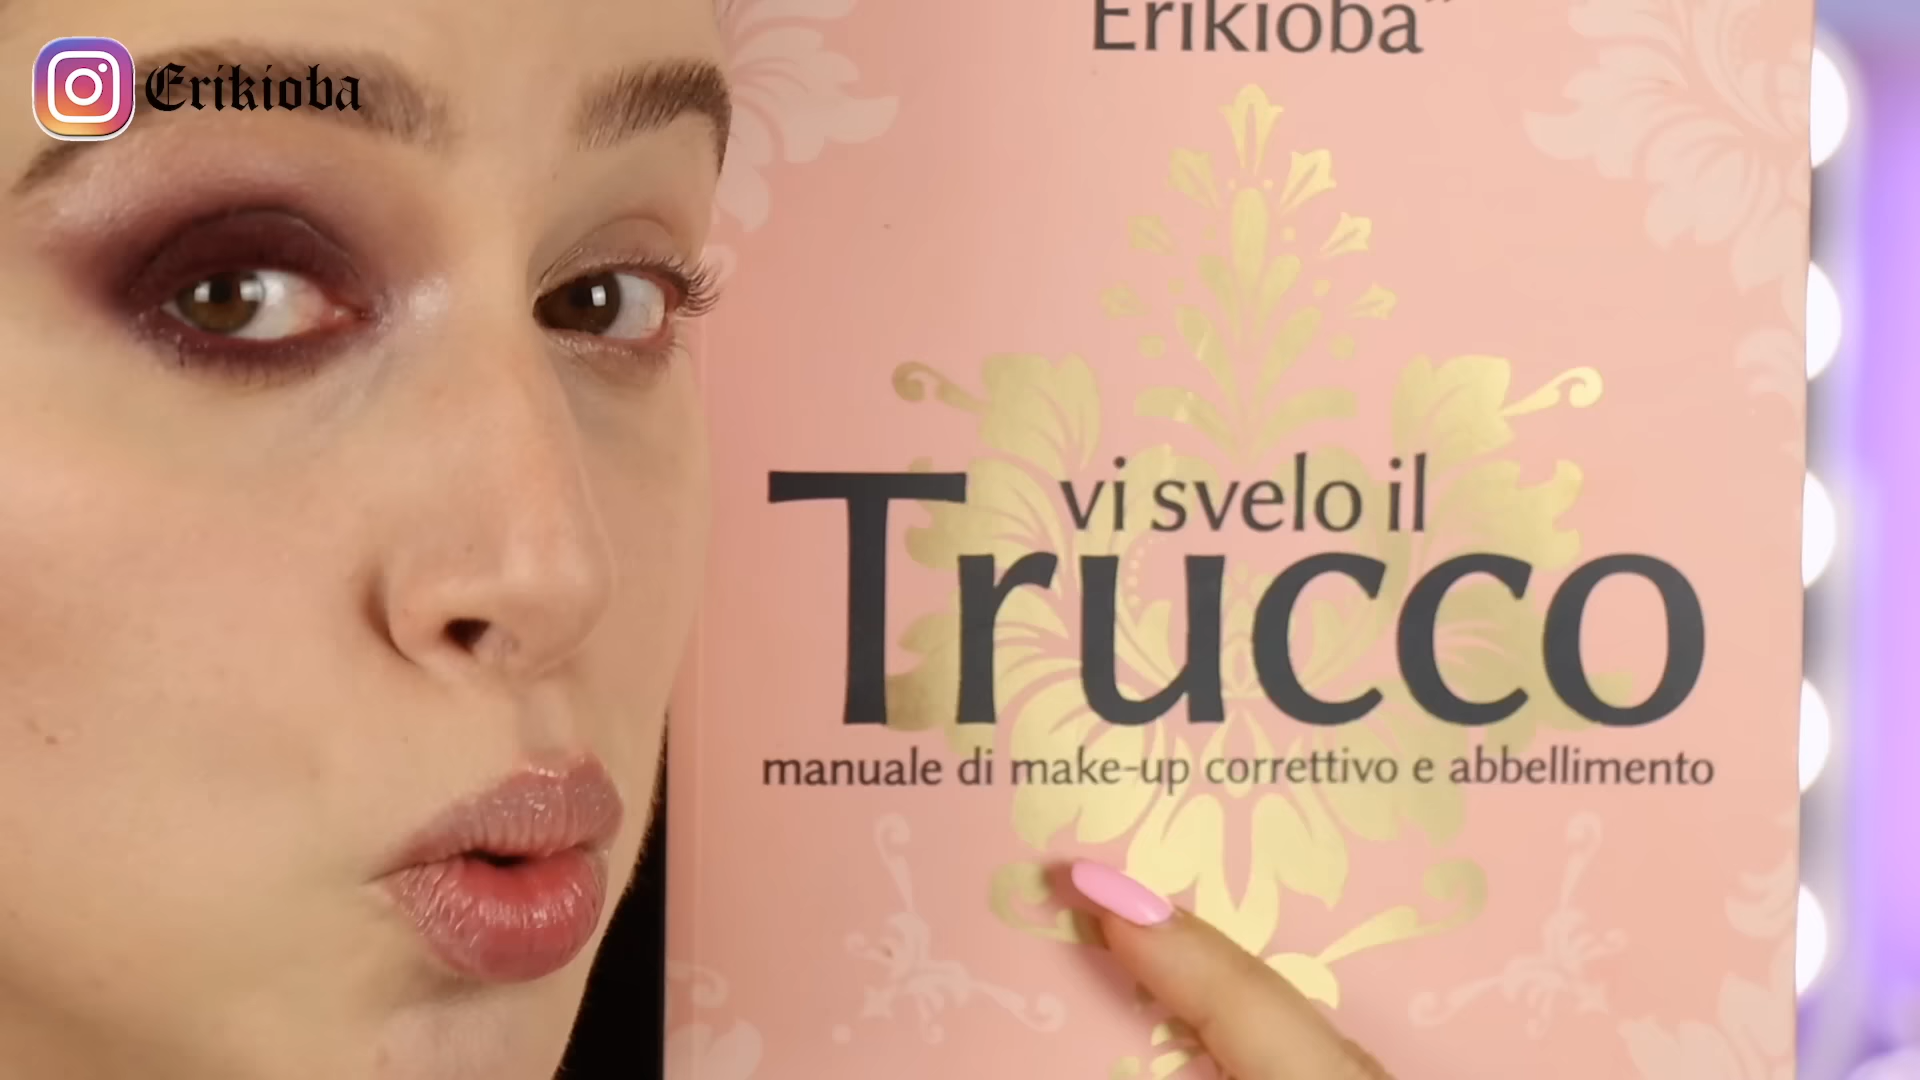 Erikioba
Erikioba"
vi svelo il
Trucco
manuale di make-up correttivo e abbellimento